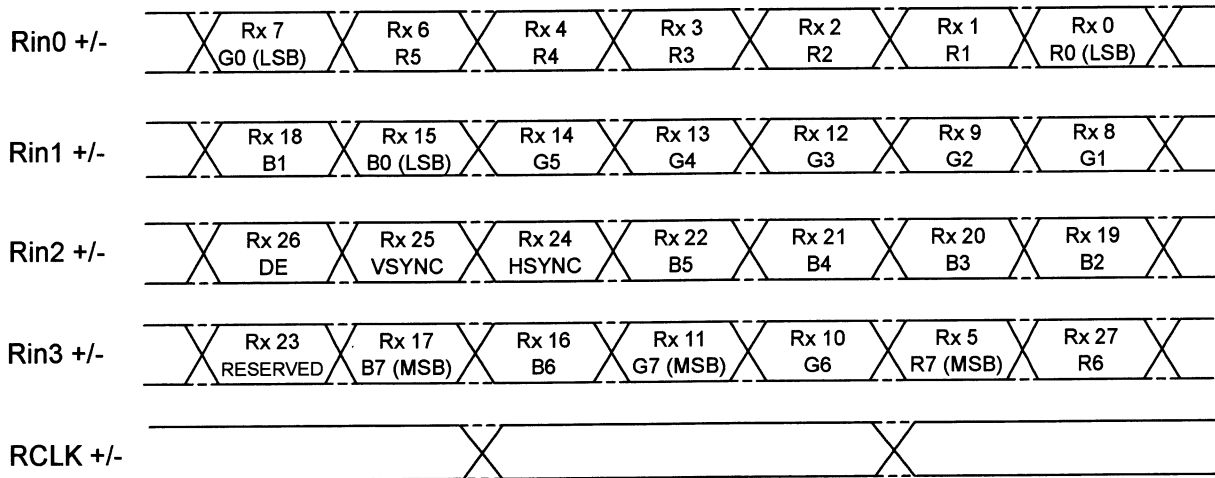 Rin0 +/-
Rx 7 Rx 6 Rx 4 Rx 3 Rx 2 Rx 1 Rx 0
G0 (LSB) R5 R4 R3 R2 R1 R0 (LSB)
Rin1 +/-
Rx 18 Rx 15 Rx 14 Rx 13 Rx 12 Rx 9 Rx 8
B1 B0 (LSB) G5 G4 G3 G2 G1
Rin2 +/-
Rx 26 Rx 25 Rx 24 Rx 22 Rx 21 Rx 20 Rx 19
DE VSYNC HSYNC B5 B4 B3 B2
Rin3 +/-
Rx 23 Rx 17 Rx 16 Rx 11 Rx 10 Rx 5 Rx 27
RESERVED B7 (MSB) B6 G7 (MSB) G6 R7 (MSB) R6
RCLK +/-